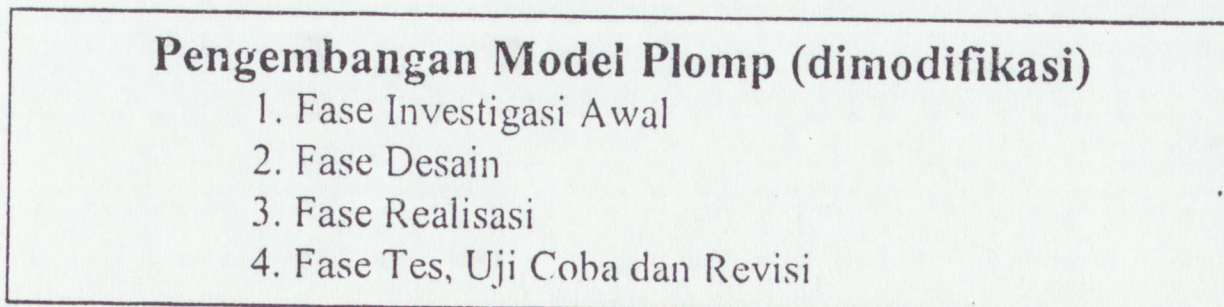 Pengembangan Model Plomp (dimodifikasi)
1. Fase Investigasi Awal
2. Fase Desain
3. Fase Realisasi
4. Fase Tes, Uji Coba dan Revisi